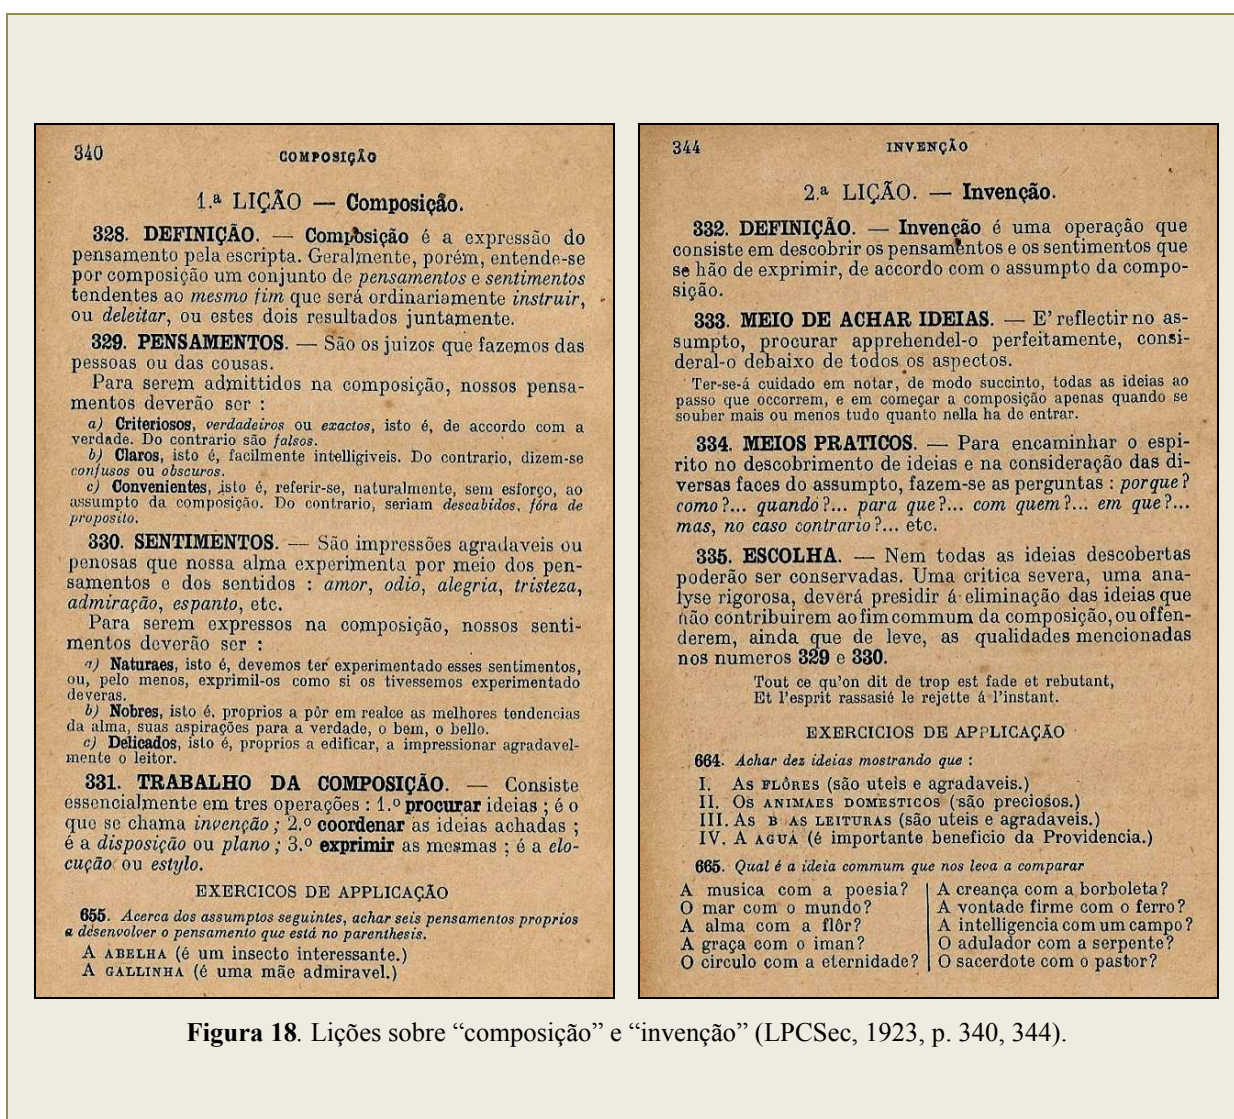 340
COMPOSIÇÃO
1.ª LIÇÃO — Composição.
328. DEFINIÇÃO. — Composição é a expressão do
pensamento pela escripta. Geralmente, porém, entende-se
por composição um conjunto de pensamentos e sentimentos
tendentes ao mesmo fim que será ordinariamente instruir,
ou deleitar, ou estes dois resultados juntamente.
329. PENSAMENTOS. — São os juizos que fazemos das
pessoas ou das cousas.
Para serem admittidos na composição, nossos pensa-
mentos deverão ser :
a) Criteriosos, verdadeiros ou exactos, isto é, de accordo com a
verdade. Do contrario são falsos.
b) Claros, isto é, facilmente intelligiveis. Do contrario, dizem-se
confusos ou obscuros.
c) Convenientes, isto é, referir-se, naturalmente, sem esforço, ao
assumpto da composição. Do contrario, seriam descabidos, fóra de
proposito.
330. SENTIMENTOS. — São impressões agradaveis ou
penosas que nossa alma experimenta por meio dos pen-
samentos e dos sentidos : amor, odio, alegria, tristeza,
admiração, espanto, etc.
Para serem expressos na composição, nossos senti-
mentos deverão ser :
a) Naturaes, isto é, devemos ter experimentado esses sentimentos,
ou, pelo menos, exprimil-os como si os tivessemos experimentado
deveras.
b) Nobres, isto é, proprios a pôr em realce as melhores tendencias
da alma, suas aspirações para a verdade, o bem, o bello.
c) Delicados, isto é, proprios a edificar, a impressionar agradavel-
mente o leitor.
331. TRABALHO DA COMPOSIÇÃO. — Consiste
essencialmente em tres operações : 1.º procurar ideias ; é o
que se chama invenção ; 2.º coordenar as ideias achadas ;
é a disposição ou plano ; 3.º exprimir as mesmas ; é a elo-
cução ou estylo.
EXERCICOS DE APPLICAÇÃO
655. Acerca dos assumptos seguintes, achar seis pensamentos proprios
a desenvolver o pensamento que está no parenthesis.
A ABELHA (é um insecto interessante.)
A GALLINHA (é uma mãe admiravel.)
344
INVENÇÃO
2.ª LIÇÃO. — Invenção.
332. DEFINIÇÃO. — Invenção é uma operação que
consiste em descobrir os pensamentos e os sentimentos que
se hão de exprimir, de accordo com o assumpto da compo-
sição.
333. MEIO DE ACHAR IDEIAS. — E' reflectir no as-
sumpto, procurar apprehendel-o perfeitamente, consi-
deral-o debaixo de todos os aspectos.
Ter-se-á cuidado em notar, de modo succinto, todas as ideias ao
passo que occorrem, e em começar a composição apenas quando se
souber mais ou menos tudo quanto nella ha de entrar.
334. MEIOS PRATICOS. — Para encaminhar o espi-
rito no descobrimento de ideias e na consideração das di-
versas faces do assumpto, fazem-se as perguntas : porque ?
como ?... quando ?... para que ?... com quem ?... em que ?...
mas, no caso contrario ?... etc.
335. ESCOLHA. — Nem todas as ideias descobertas
poderão ser conservadas. Uma critica severa, uma ana-
lyse rigorosa, deverá presidir á eliminação das ideias que
não contribuirem ao fim commum da composição, ou offen-
derem, ainda que de leve, as qualidades mencionadas
nos numeros 329 e 330.
Tout ce qu'on dit de trop est fade et rebutant,
Et l'esprit rassasié le rejette á l'instant.
EXERCICIOS DE APPLICAÇÃO
664. Achar dez ideias mostrando que :
I. AS FLÔRES (são uteis e agradaveis.)
II. OS ANIMAES DOMESTICOS (são preciosos.)
III. AS B AS LEITURAS (são uteis e agradaveis.)
IV. A AGUA (é importante beneficio da Providencia.)
665. Qual é a ideia commum que nos leva a comparar
A musica com a poesia?
O mar com o mundo?
A alma com a flôr?
A graça com o iman?
O circulo com a eternidade?
A creança com a borboleta?
A vontade firme com o ferro?
A intelligencia com um campo?
O adulador com a serpente?
O sacerdote com o pastor?
Figura 18. Lições sobre “composição” e “invenção” (LPCSec, 1923, p. 340, 344).